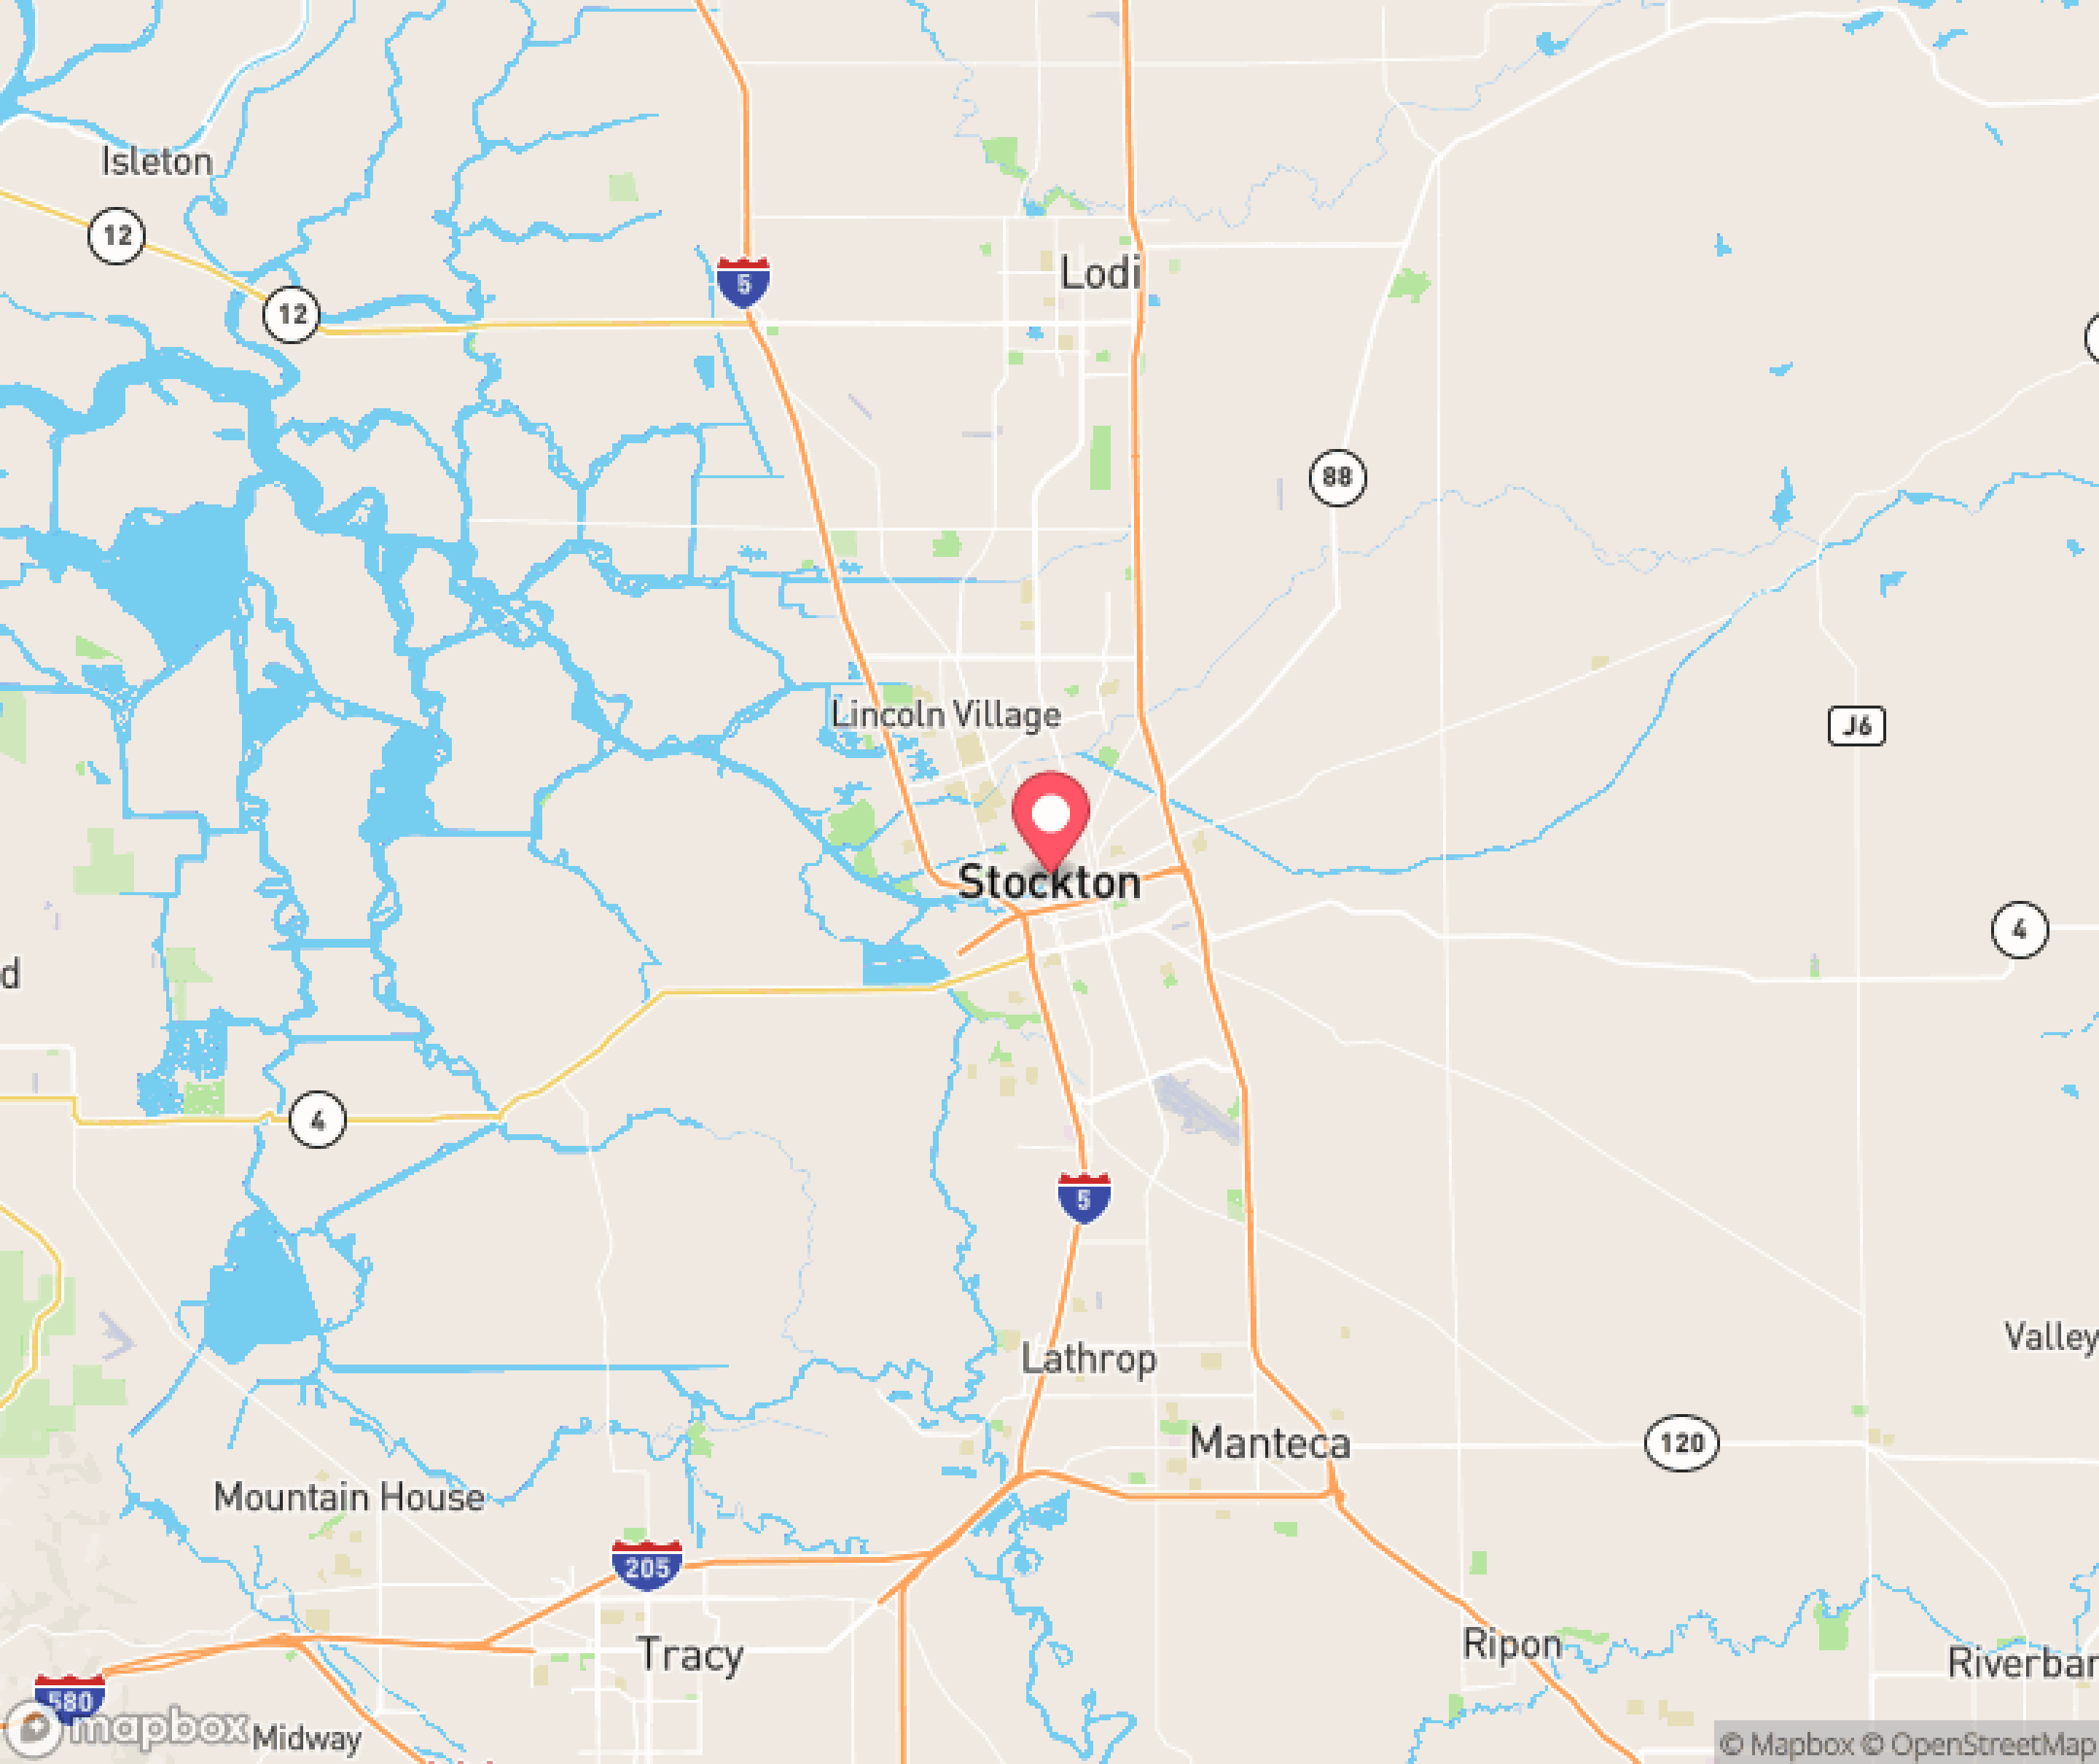 Isleton
12
Lodi
5
12
88
Lincoln Village
J6
Stockton
4
d
4
5
Valley
Lathrop
Manteca
120
Mountain House
205
Ripon
Tracy
Riverbar
580
mapbox
Midway
© Mapbox © OpenStreetMap